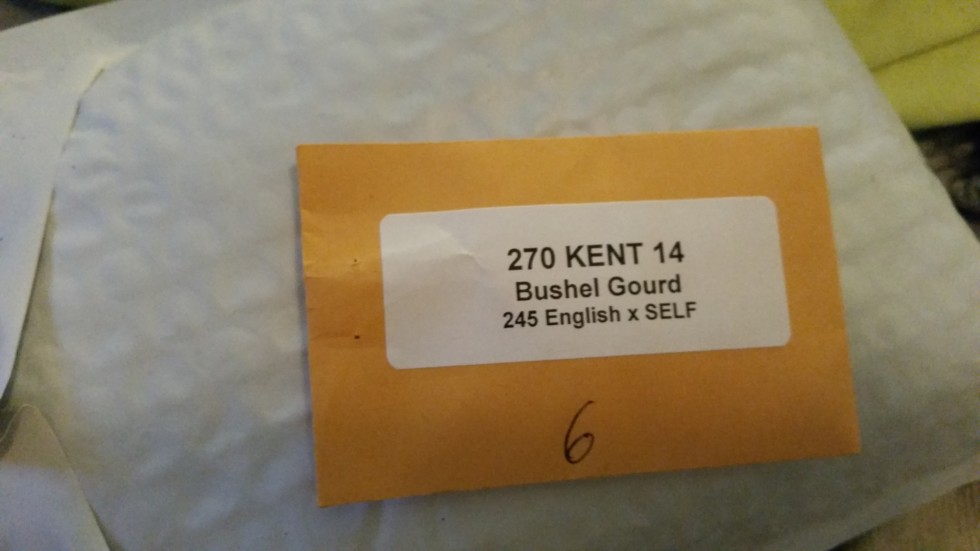 270 KENT 14
Bushel Gourd
245 English x SELF
6